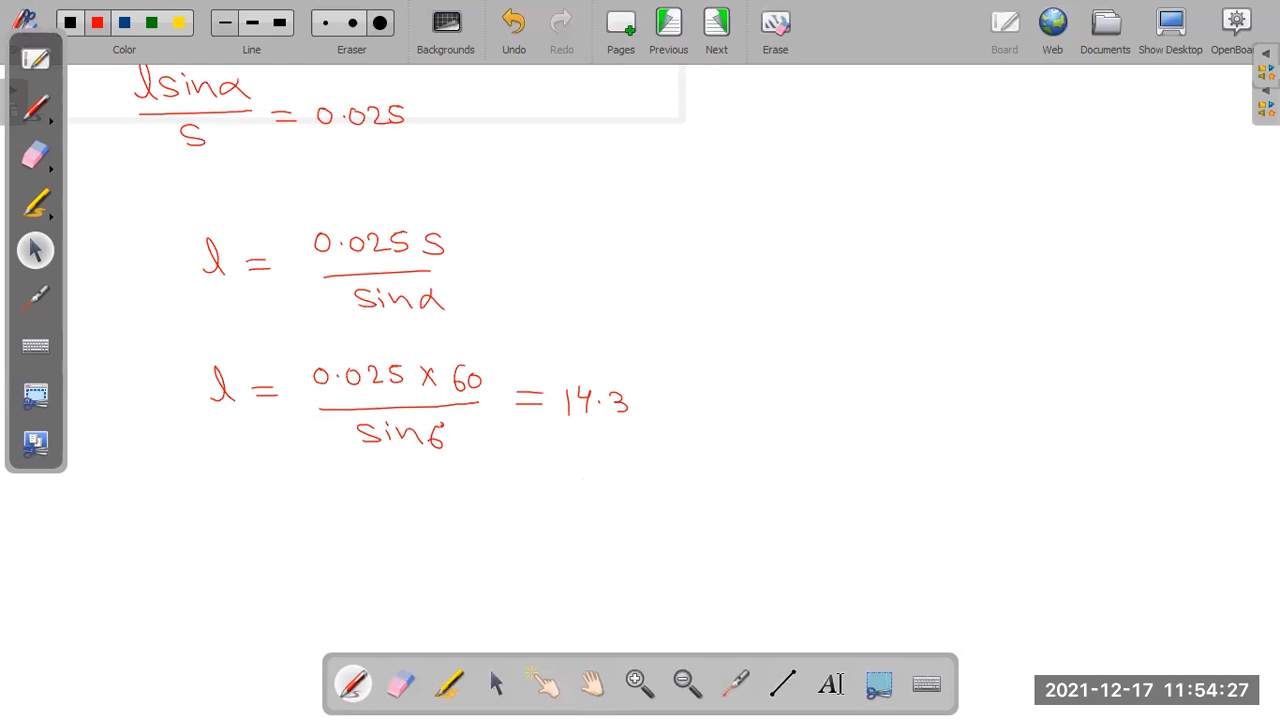 Color
Line
Eraser
Backgrounds
Undo
Redo
Pages
Previous
Next
Erase
Board
Web
Documents
Show Desktop
OpenBoard
l sinα / S = 0.025
l = 0.025 S / sinα
l = 0.025 × 60 / sin6° = 14.3
2021-12-17 11:54:27